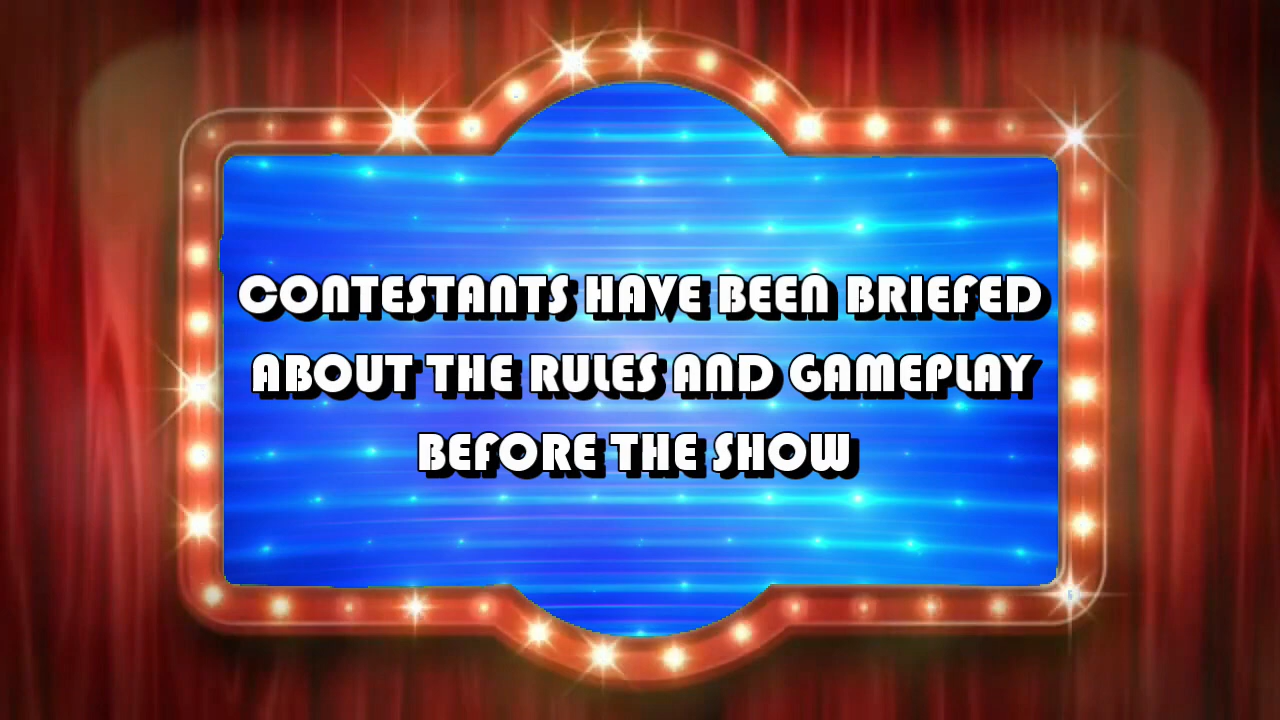 CONTESTANTS HAVE BEEN BRIEFED
ABOUT THE RULES AND GAMEPLAY
BEFORE THE SHOW